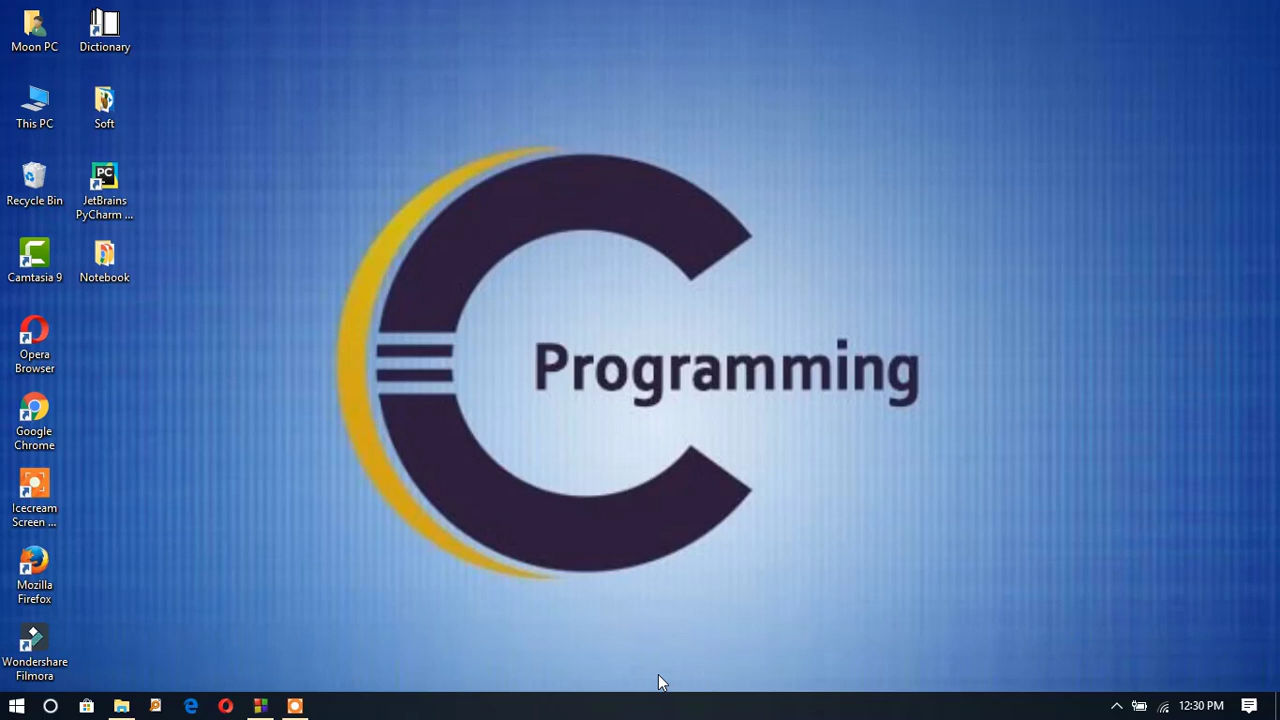 Moon PC
Dictionary
This PC
Soft
Recycle Bin
PC
JetBrains
PyCharm ...
Camtasia 9
Notebook
Opera
Browser
Google
Chrome
Icecream
Screen ...
Mozilla
Firefox
Wondershare
Filmora
C
Programming
12:30 PM